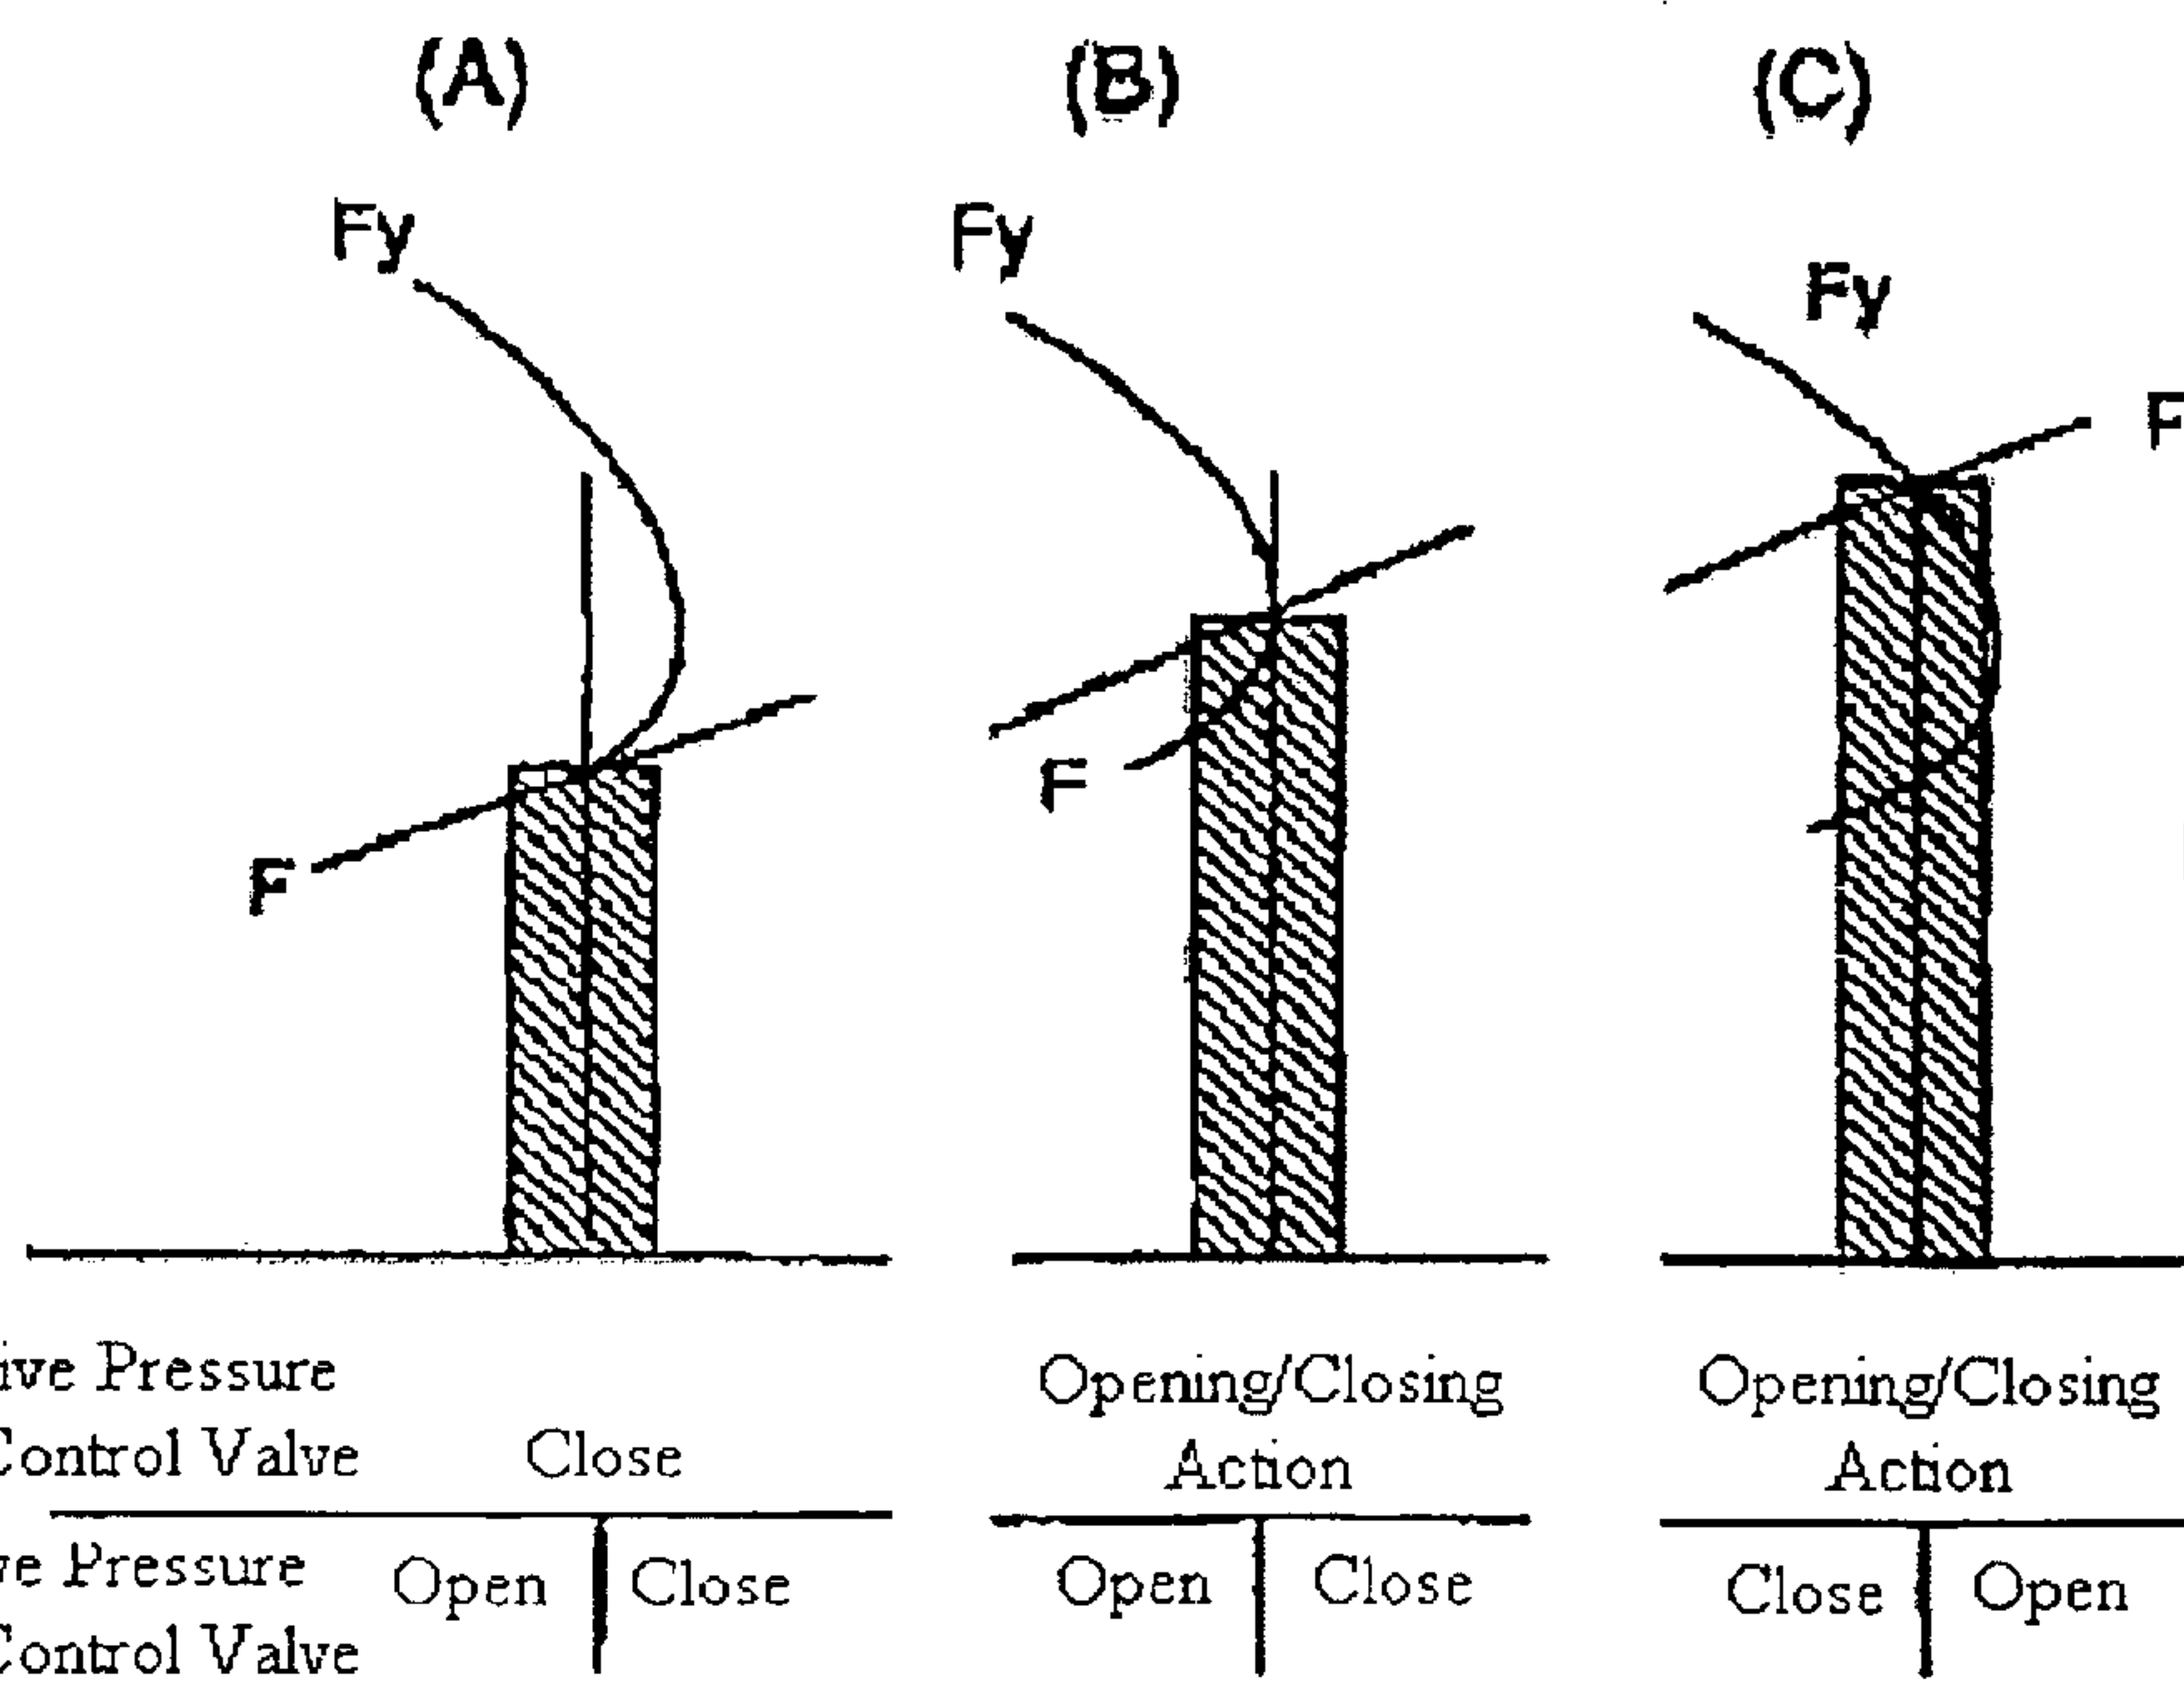 (A)
(B)
(C)
Fy
Fy
Fy
F
F
F
ive Pressure
Control Valve
Close
Opening/Closing
Action
Opening/Closing
Action
ve Pressure
Control Valve
Open
Close
Open
Close
Close
Open